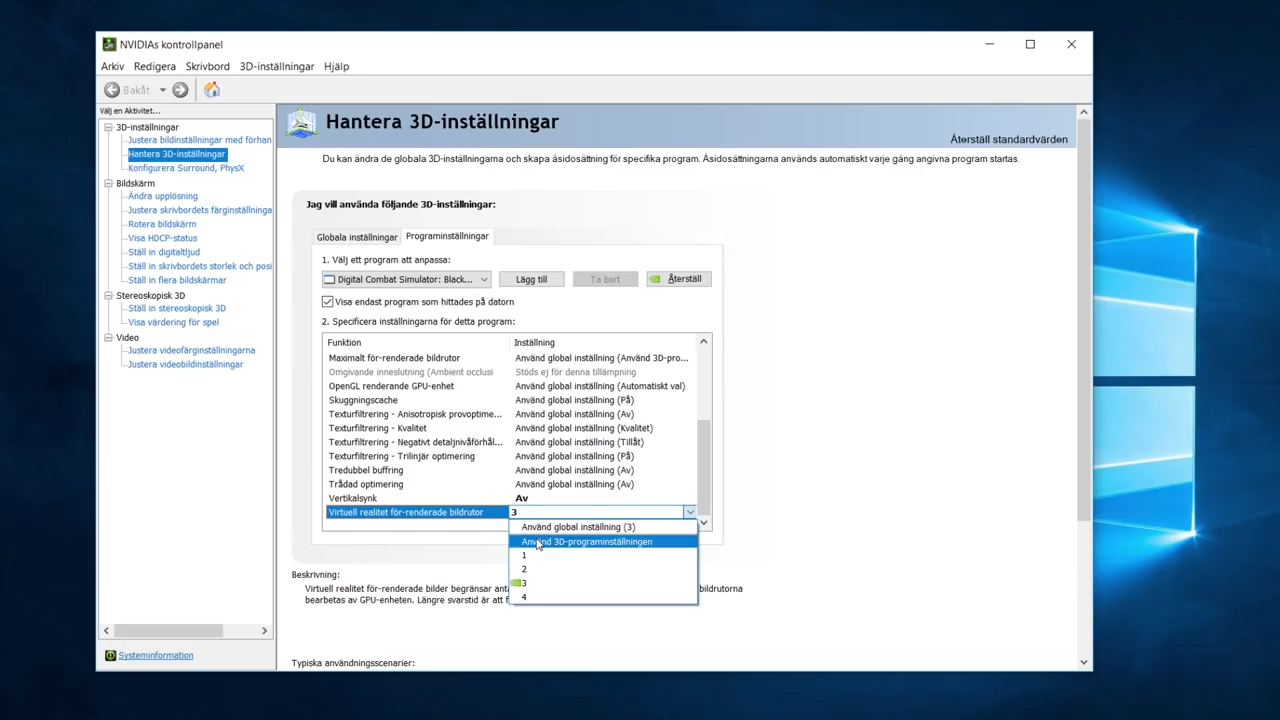 NVIDIAs kontrollpanel
Arkiv Redigera Skrivbord 3D-inställningar Hjälp
Bakåt
Välj en Aktivitet...
3D-inställningar
Justera bildinställningar med förhan
Hantera 3D-inställningar
Konfigurera Surround, PhysX
Bildskärm
Ändra upplösning
Justera skrivbordets färginställninga
Rotera bildskärm
Visa HDCP-status
Ställ in digitaltljud
Ställ in skrivbordets storlek och posi
Ställ in flera bildskärmar
Stereoskopisk 3D
Ställ in stereoskopisk 3D
Visa värdering för spel
Video
Justera videofärginställningarna
Justera videobildinställningar
Systeminformation
Hantera 3D-inställningar
Återställ standardvärden
Du kan ändra de globala 3D-inställningarna och skapa åsidosättning för specifika program. Åsidosättningarna används automatiskt varje gång angivna program startas.
Jag vill använda följande 3D-inställningar:
Globala inställningar Programinställningar
1. Välj ett program att anpassa:
Digital Combat Simulator: Black... Lägg till Ta bort Återställ
Visa endast program som hittades på datorn
2. Specificera inställningarna för detta program:
Funktion Inställning
Maximalt för-renderade bildrutor Använd global inställning (Använd 3D-pro...
Omgivande inneslutning (Ambient occlusi Stöds ej för denna tillämpning
OpenGL renderande GPU-enhet Använd global inställning (Automatiskt val)
Skuggningscache Använd global inställning (På)
Texturfiltrering - Anisotropisk provoptime... Använd global inställning (Av)
Texturfiltrering - Kvalitet Använd global inställning (Kvalitet)
Texturfiltrering - Negativt detaljnivåförhål... Använd global inställning (Tillåt)
Texturfiltrering - Trilinjär optimering Använd global inställning (På)
Tredubbel buffring Använd global inställning (Av)
Trådad optimering Använd global inställning (Av)
Vertikalsynk Av
Virtuell realitet för-renderade bildrutor 3
Använd global inställning (3)
Använd 3D-programinställningen
1
2
3
4
Beskrivning:
Virtuell realitet för-renderade bilder begränsar ant bildrutorna
bearbetas av GPU-enheten. Längre svarstid är att f
Typiska användningsscenarier: